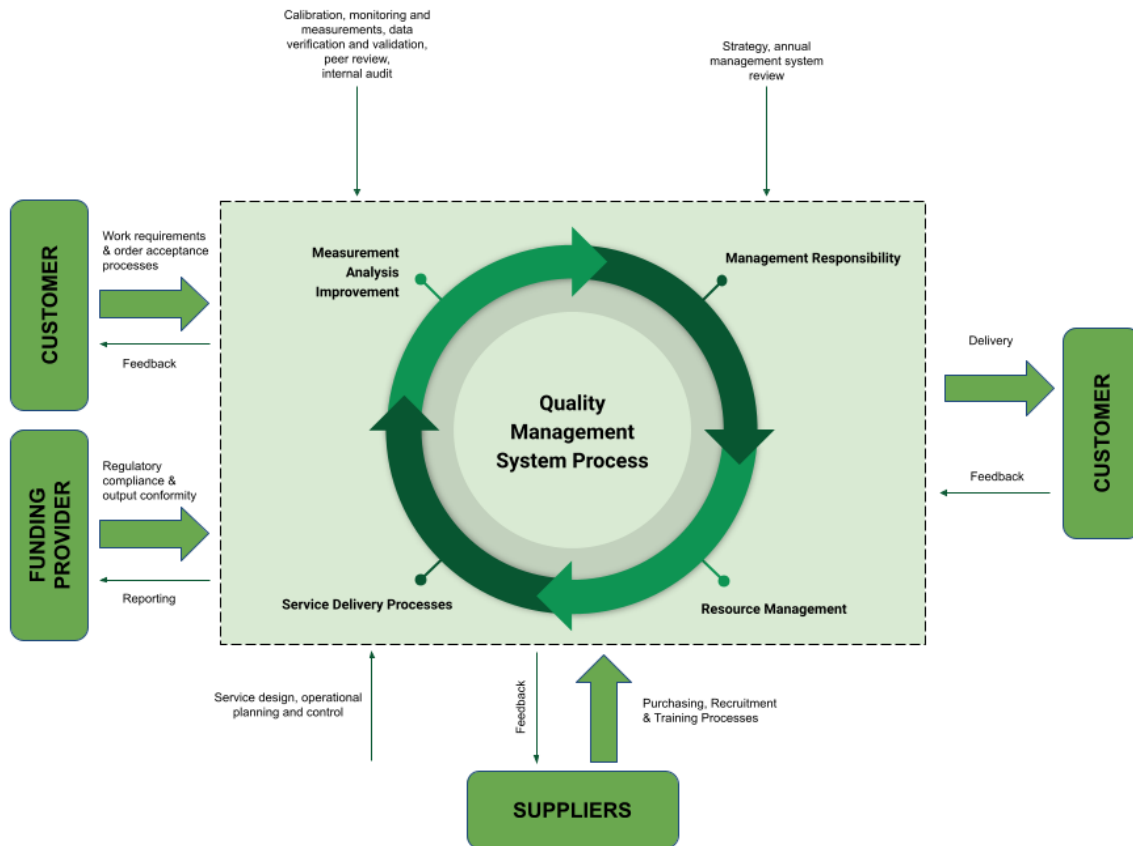 Calibration, monitoring and
measurements, data
verification and validation,
peer review,
internal audit
Strategy, annual
management system
review
CUSTOMER
Work requirements
& order acceptance
processes
Feedback
Measurement
Analysis
Improvement
Management Responsibility
Quality
Management
System Process
Delivery
Feedback
CUSTOMER
FUNDING
PROVIDER
Regulatory
compliance &
output conformity
Reporting
Service Delivery Processes
Resource Management
Service design, operational
planning and control
Feedback
Purchasing, Recruitment
& Training Processes
SUPPLIERS